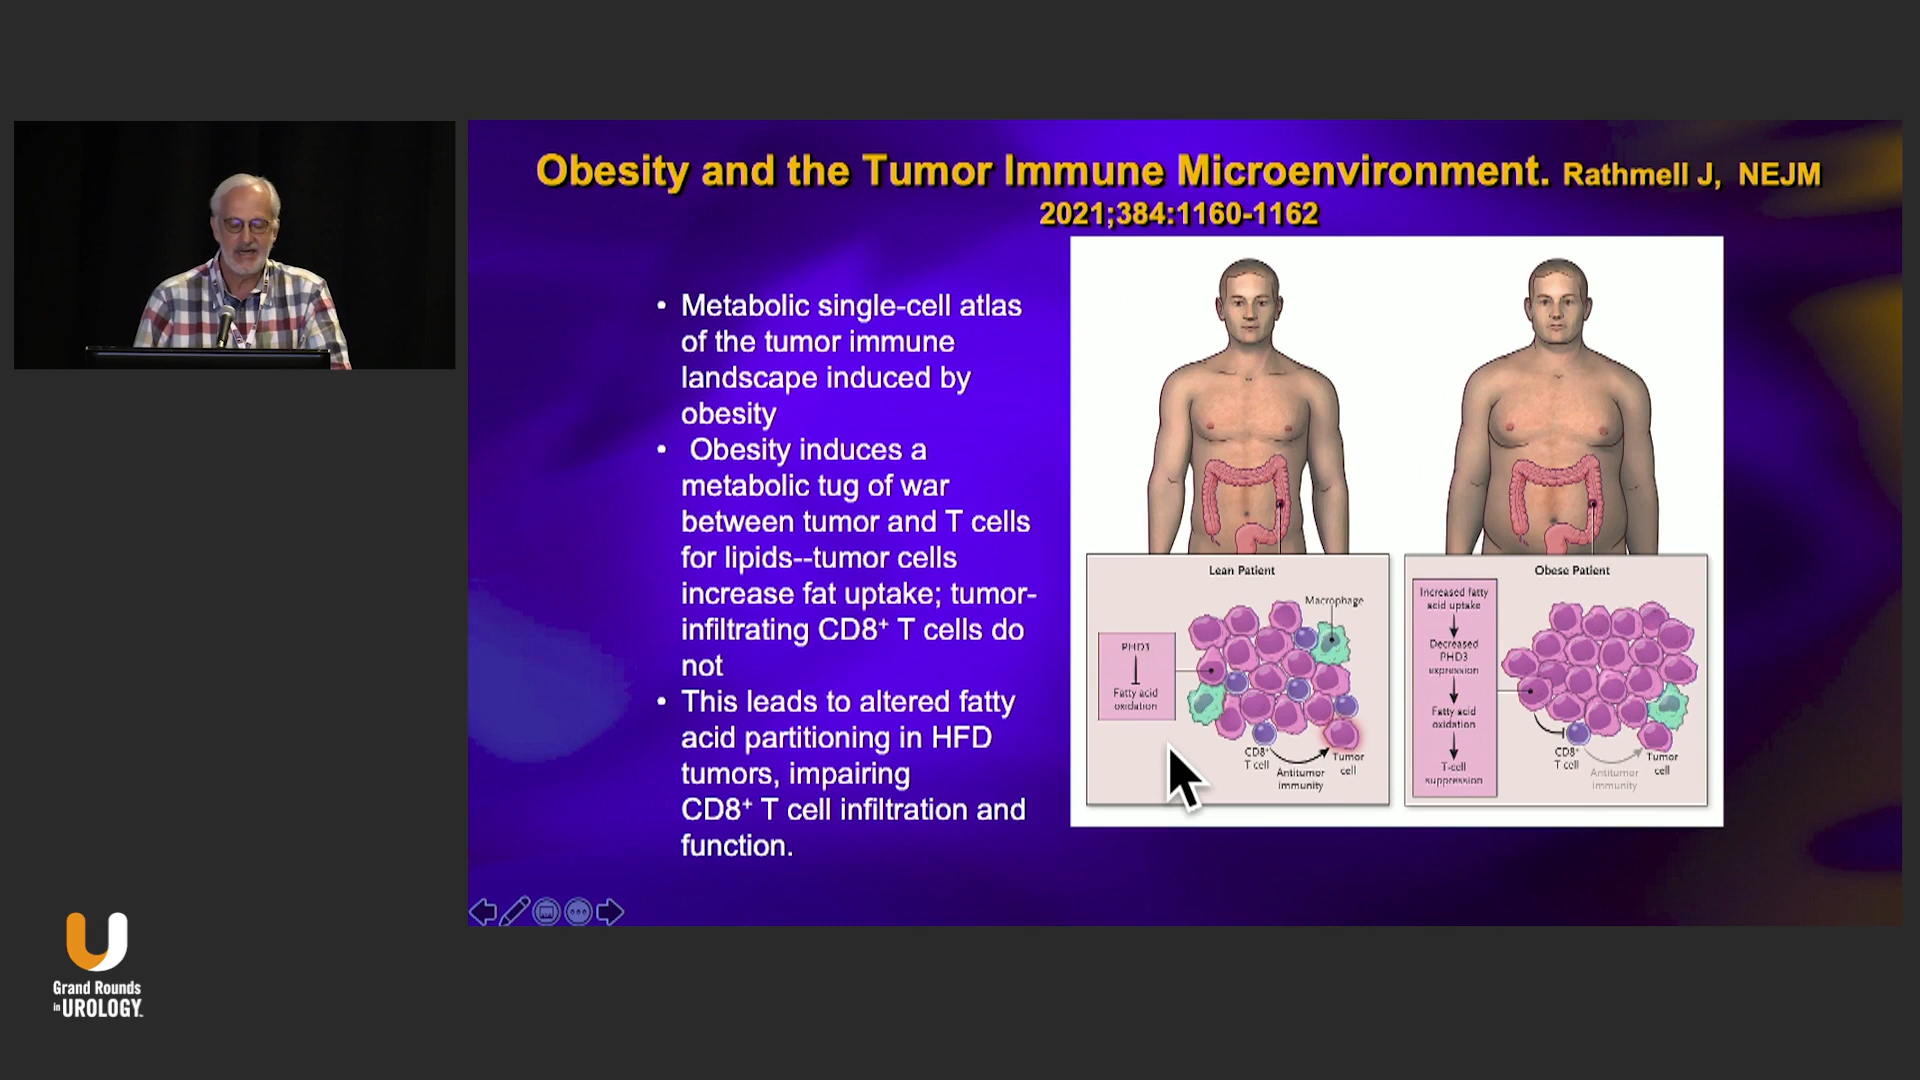 Obesity and the Tumor Immune Microenvironment. Rathmell J, NEJM
2021;384:1160-1162
• Metabolic single-cell atlas
of the tumor immune
landscape induced by
obesity
• Obesity induces a
metabolic tug of war
between tumor and T cells
for lipids--tumor cells
increase fat uptake; tumor-
infiltrating CD8⁺ T cells do
not
• This leads to altered fatty
acid partitioning in HFD
tumors, impairing
CD8⁺ T cell infiltration and
function.
Lean Patient
Macrophage
PHD3
Fatty acid
oxidation
CD8⁺
T cell
Antitumor
immunity
Tumor
cell
Obese Patient
Increased fatty
acid uptake
Decreased
PHD3
expression
Fatty acid
oxidation
T-cell
suppression
CD8⁺
T cell
Antitumor
immunity
Tumor
cell
Grand Rounds
in UROLOGY